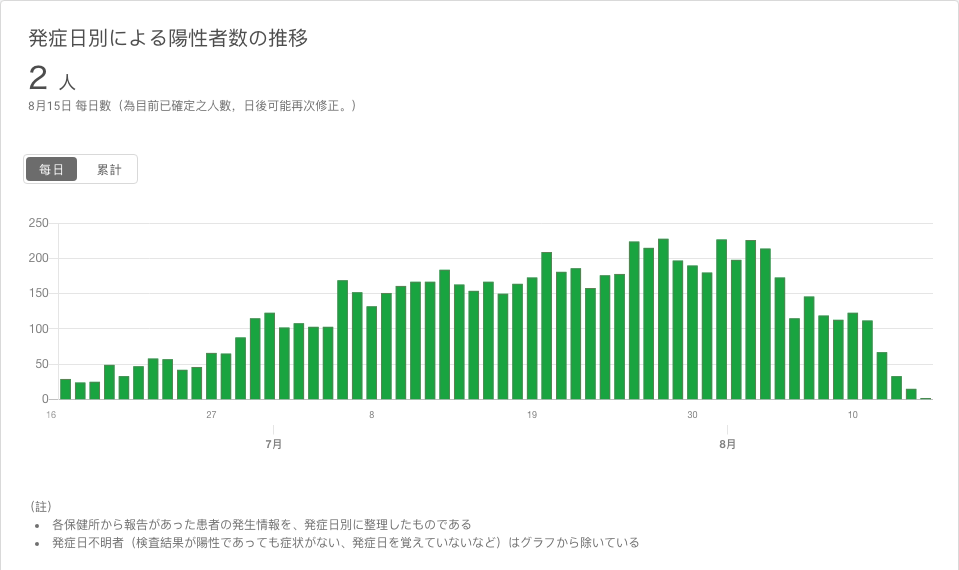 発症日別による陽性者数の推移
2 人
8月15日 每日數（為目前已確定之人數，日後可能再次修正。）
每日 累計
250
200
150
100
50
0
16 27 8 19 30 10
7月 8月
（註）
• 各保健所から報告があった患者の発生情報を、発症日別に整理したものである
• 発症日不明者（検査結果が陽性であっても症状がない、発症日を覚えていないなど）はグラフから除いている